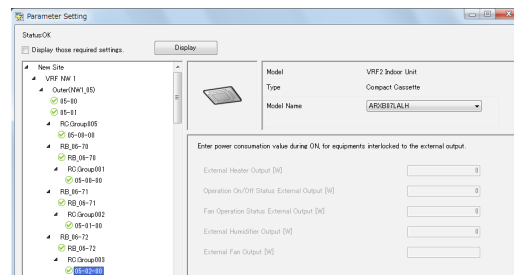 Parameter Setting
Status:OK
Display those required settings.
Display
New Site
VRF NW 1
Outer(NW1_05)
05-00
05-01
RC.Group005
05-00-00
RB_06-70
RB_06-70
RC.Group001
05-00-00
RB_06-71
RB_06-71
RC.Group002
05-01-00
RB_06-72
RB_06-72
RC.Group003
05-02-00
Model
VRF2 Indoor Unit
Type
Compact Cassette
Model Name
ARXB07LALH
Enter power consumation value during ON, for equipments interlocked to the external output.
External Heater Output [W]
0
Operation On/Off Status External Output [W]
0
Fan Operation Status External Output [W]
0
External Humidifier Output [W]
0
External Fan Output [W]